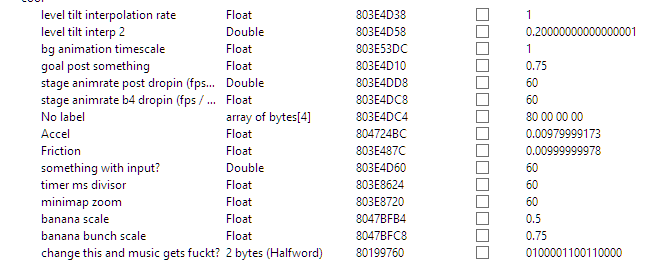 level tilt interpolation rate Float 803E4D38 1
level tilt interp 2 Double 803E4D58 0.20000000000000001
bg animation timescale Float 803E53DC 1
goal post something Float 803E4D10 0.75
stage animrate post dropin (fps... Double 803E4DD8 60
stage animrate b4 dropin (fps / ... Float 803E4DC8 60
No label array of bytes[4] 803E4DC4 80 00 00 00
Accel Float 804724BC 0.00979999173
Friction Float 803E487C 0.00999999978
something with input? Double 803E4D60 60
timer ms divisor Float 803E8624 60
minimap zoom Float 803E8720 60
banana scale Float 8047BFB4 0.5
banana bunch scale Float 8047BFC8 0.75
change this and music gets fuckt? 2 bytes (Halfword) 80199760 0100001100110000